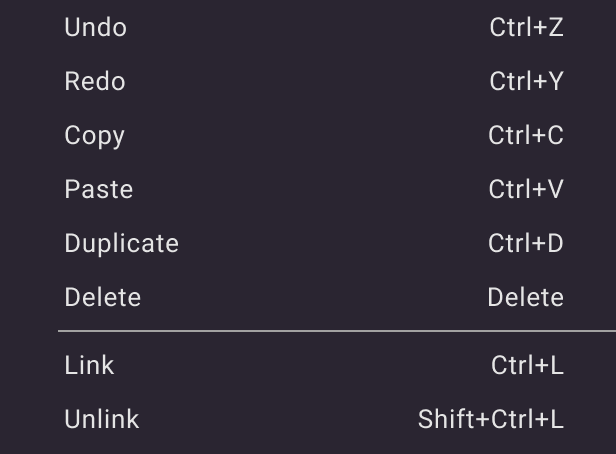 Undo Ctrl+Z
Redo Ctrl+Y
Copy Ctrl+C
Paste Ctrl+V
Duplicate Ctrl+D
Delete Delete
Link Ctrl+L
Unlink Shift+Ctrl+L